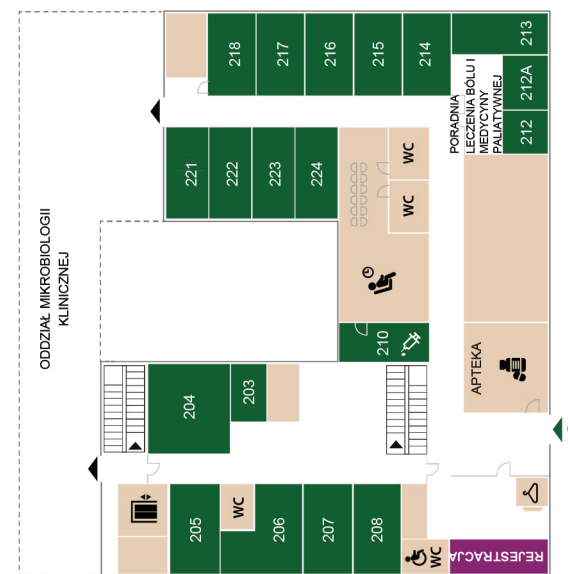 218
217
216
215
214
213
212A
212
PORADNIA
LECZENIA BÓLU I
MEDYCYNY
PALIATYWNEJ
221
222
223
224
WC
WC
ODDZIAŁ MIKROBIOLOGII
KLINICZNEJ
210
APTEKA
204
203
205
WC
206
207
208
WC
REJESTRACJA